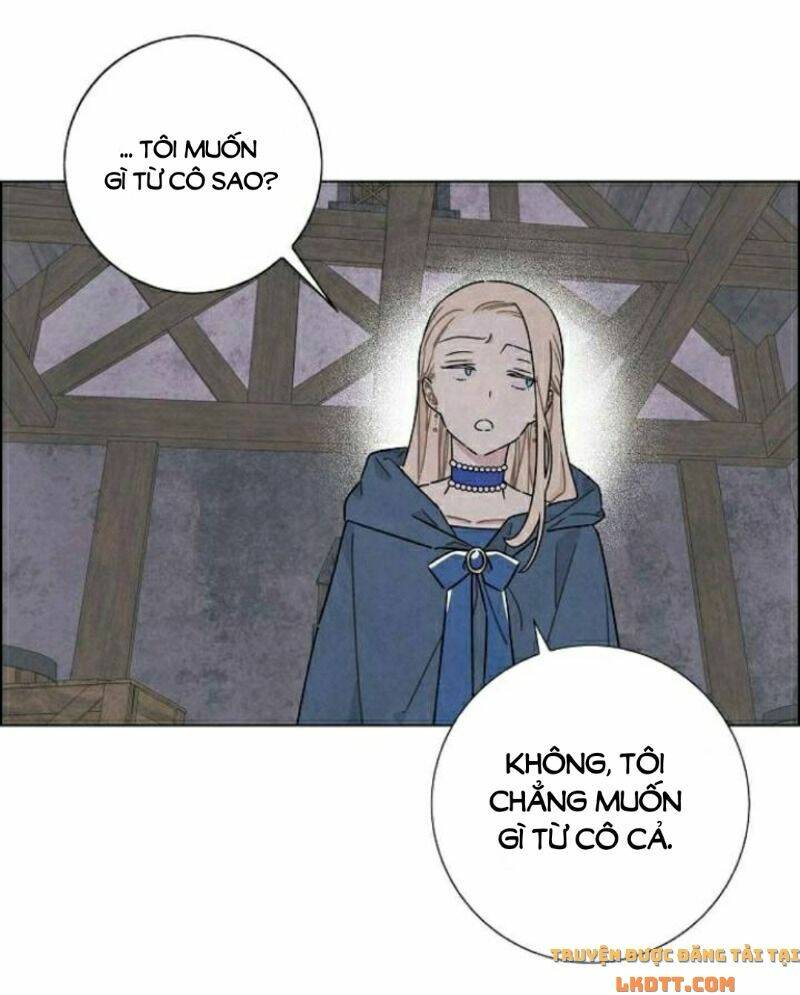 ... TÔI MUỐN
GÌ TỪ CÔ SAO?
KHÔNG, TÔI
CHẲNG MUỐN
GÌ TỪ CÔ CẢ.
TRUYỆN ĐƯỢC ĐĂNG TẢI TẠI
LKDTT.COM